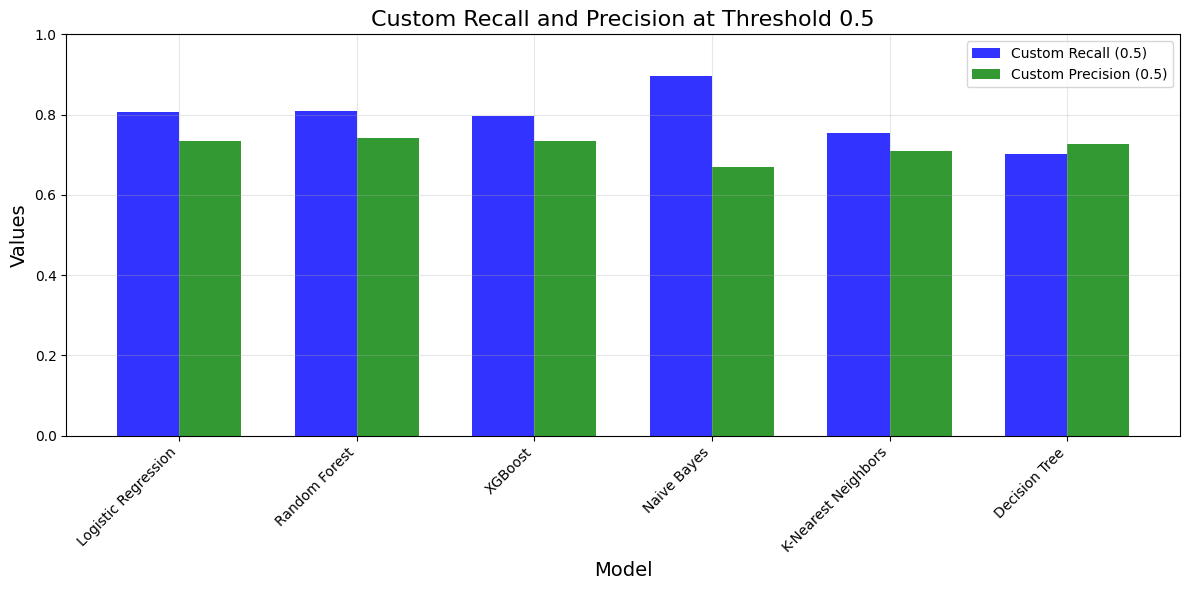 Custom Recall and Precision at Threshold 0.5
1.0
0.8
0.6
0.4
0.2
0.0
Values
Custom Recall (0.5)
Custom Precision (0.5)
Logistic Regression
Random Forest
XGBoost
Naive Bayes
K-Nearest Neighbors
Decision Tree
Model